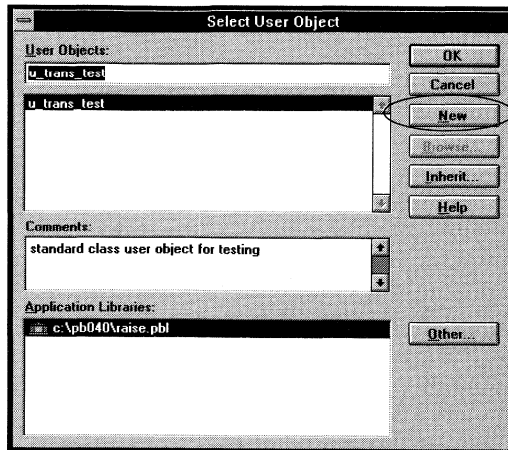 Select User Object
User Objects:
u_trans_test
u_trans_test
OK
Cancel
New
Browse...
Inherit...
Help
Comments:
standard class user object for testing
Application Libraries:
c:\pb040\raise.pbl
Other...